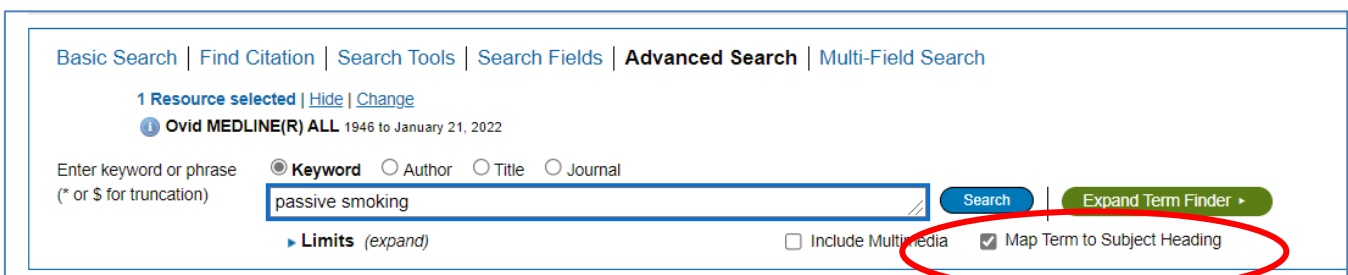 Basic Search | Find Citation | Search Tools | Search Fields | Advanced Search | Multi-Field Search
1 Resource selected | Hide | Change
Ovid MEDLINE(R) ALL 1946 to January 21, 2022
Enter keyword or phrase
(* or $ for truncation)
Keyword Author Title Journal
passive smoking
Search
Expand Term Finder
Limits (expand)
Include Multimedia
Map Term to Subject Heading